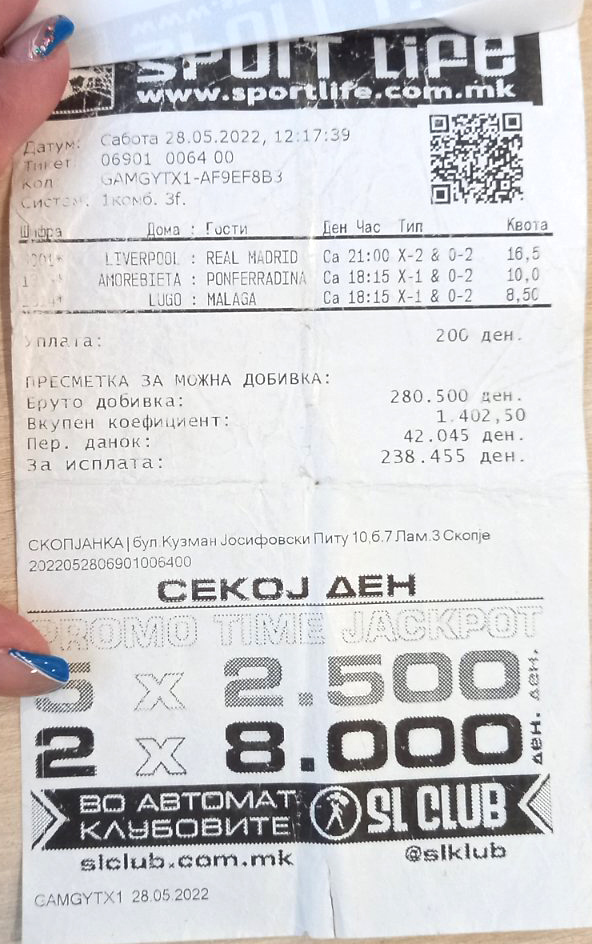 SPORT LIFE
www.sportlife.com.mk
Датум: Сабота 28.05.2022, 12:17:39
Тикет: 06901 0064 00
Код: GAMGYTX1-AF9EF8B3
Систем: 1комб. 3f.
Шифра Дома : Гости Ден Час Тип Квота
LIVERPOOL : REAL MADRID Са 21:00 X-2 & 0-2 16,5
AMOREBIETA : PONFERRADINA Са 18:15 X-1 & 0-2 10,0
LUGO : MALAGA Са 18:15 X-1 & 0-2 8,50
Уплата: 200 ден.
ПРЕСМЕТКА ЗА МОЖНА ДОБИВКА:
Бруто добивка: 280.500 ден.
Вкупен коефициент: 1.402,50
Пер. данок: 42.045 ден.
За исплата: 238.455 ден.
СКОПЈАНКА | бул.Кузман Јосифовски Питу 10,б.7 Лам.3 Скопје
2022052806901006400
СЕКОЈ ДЕН
PROMO TIME JACKPOT
5 x 2.500 ден.
2 x 8.000 ден.
ВО АВТОМАТ
КЛУБОВИТЕ
SL CLUB
slclub.com.mk @slklub
GAMGYTX1 28.05.2022